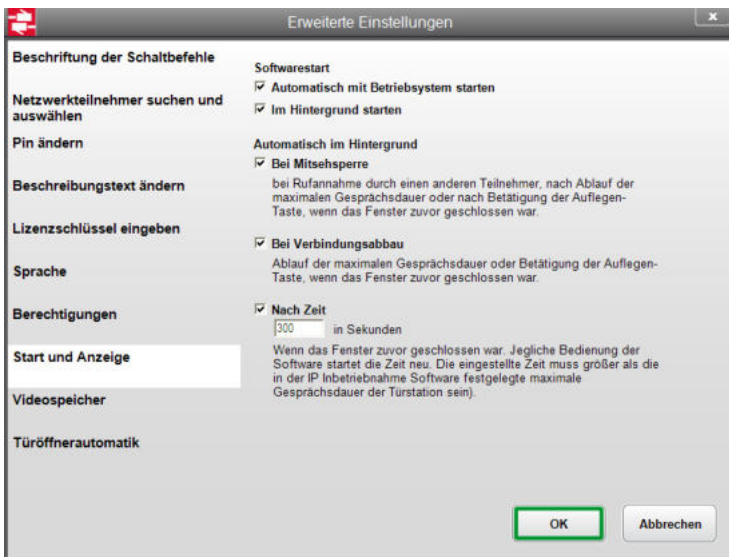 Erweiterte Einstellungen
x
Beschriftung der Schaltbefehle
Netzwerkteilnehmer suchen und
auswählen
Pin ändern
Beschreibungstext ändern
Lizenzschlüssel eingeben
Sprache
Berechtigungen
Start und Anzeige
Videospeicher
Türöffnerautomatik
Softwarestart
Automatisch mit Betriebsystem starten
Im Hintergrund starten
Automatisch im Hintergrund
Bei Mitsehsperre
bei Rufannahme durch einen anderen Teilnehmer, nach Ablauf der
maximalen Gesprächsdauer oder nach Betätigung der Auflegen-
Taste, wenn das Fenster zuvor geschlossen war.
Bei Verbindungsabbau
Ablauf der maximalen Gesprächsdauer oder Betätigung der Auflegen-
Taste, wenn das Fenster zuvor geschlossen war.
Nach Zeit
300 in Sekunden
Wenn das Fenster zuvor geschlossen war. Jegliche Bedienung der
Software startet die Zeit neu. Die eingestellte Zeit muss größer als die
in der IP Inbetriebnahme Software festgelegte maximale
Gesprächsdauer der Türstation sein).
OK
Abbrechen